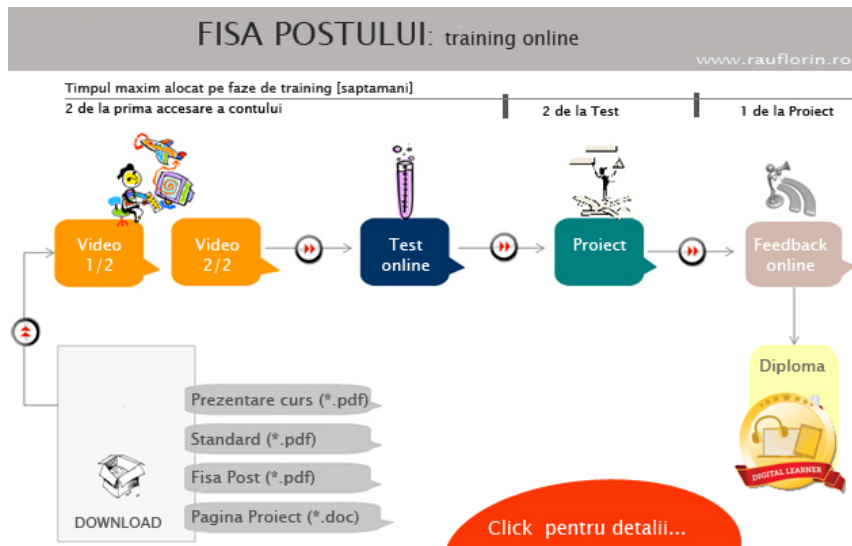 FISA POSTULUI: training online
www.rauflorin.ro
Timpul maxim alocat pe faze de training [saptamani]
2 de la prima accesare a contului
2 de la Test
1 de la Proiect
Video
1/2
Video
2/2
Test
online
Proiect
Feedback
online
Diploma
DIGITAL LEARNER
Prezentare curs (*.pdf)
Standard (*.pdf)
Fisa Post (*.pdf)
Pagina Proiect (*.doc)
DOWNLOAD
Click pentru detalii...